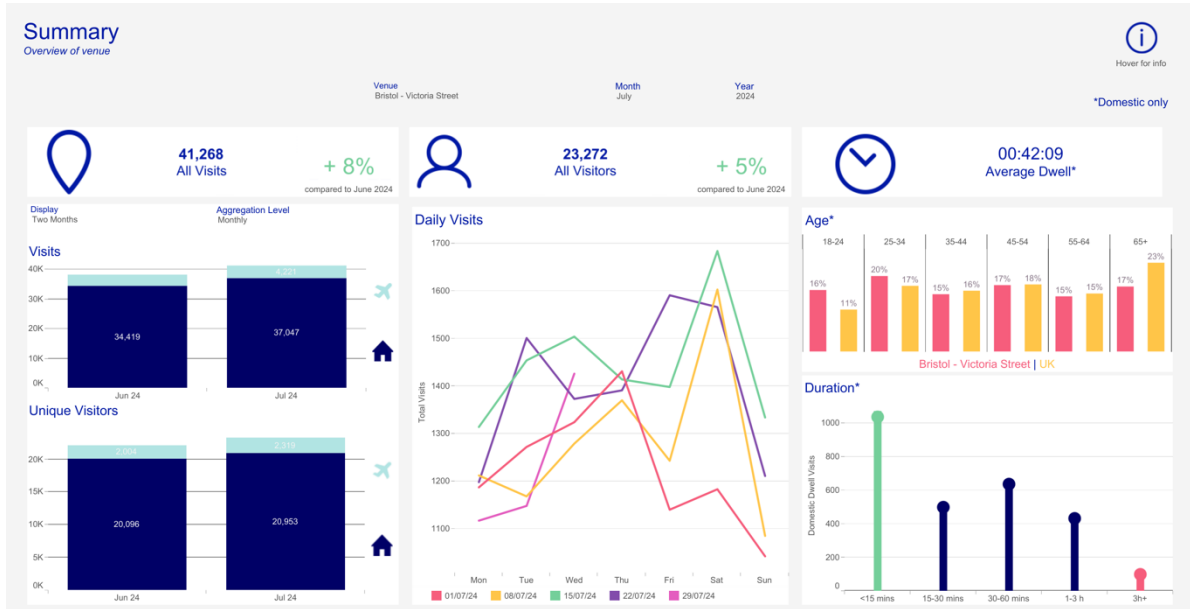 Summary
Overview of venue
Hover for info
Venue
Bristol - Victoria Street
Month
July
Year
2024
*Domestic only
41,268
All Visits
+ 8%
compared to June 2024
23,272
All Visitors
+ 5%
compared to June 2024
00:42:09
Average Dwell*
Display
Two Months
Aggregation Level
Monthly
Visits
40K
30K
20K
10K
0K
4,221
34,419
37,047
Jun 24
Jul 24
Unique Visitors
20K
15K
10K
5K
0K
2,004
2,319
20,096
20,953
Jun 24
Jul 24
Daily Visits
Total Visits
1700
1600
1500
1400
1300
1200
1100
Mon Tue Wed Thu Fri Sat Sun
01/07/24 08/07/24 15/07/24 22/07/24 29/07/24
Age*
18-24 25-34 35-44 45-54 55-64 65+
16% 11% 20% 17% 15% 16% 17% 18% 15% 15% 17% 23%
Bristol - Victoria Street | UK
Duration*
Domestic Dwell Visits
1000
800
600
400
200
0
<15 mins 15-30 mins 30-60 mins 1-3 h 3h+